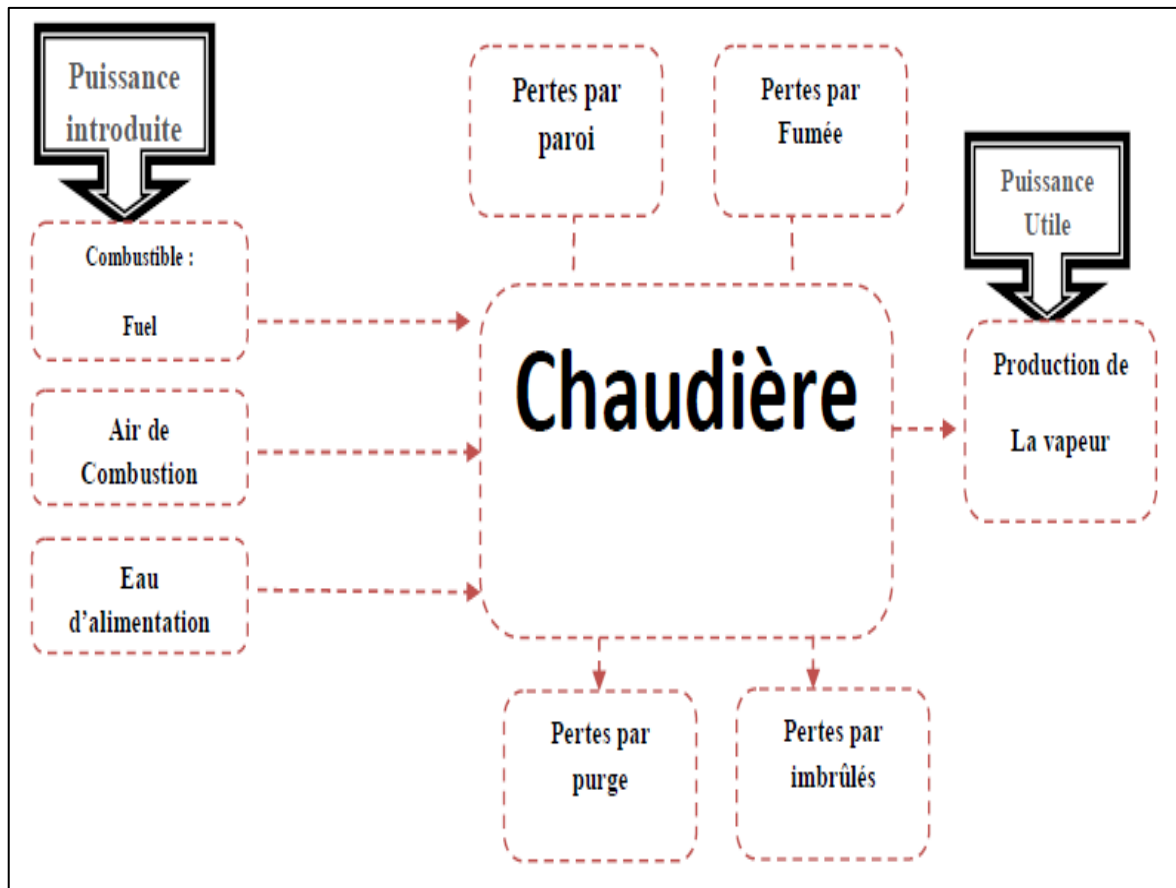 Puissance
introduite
Combustible :
Fuel
Air de
Combustion
Eau
d'alimentation
Pertes par
paroi
Pertes par
Fumée
Chaudière
Pertes par
purge
Pertes par
imbrûlés
Puissance
Utile
Production de
La vapeur